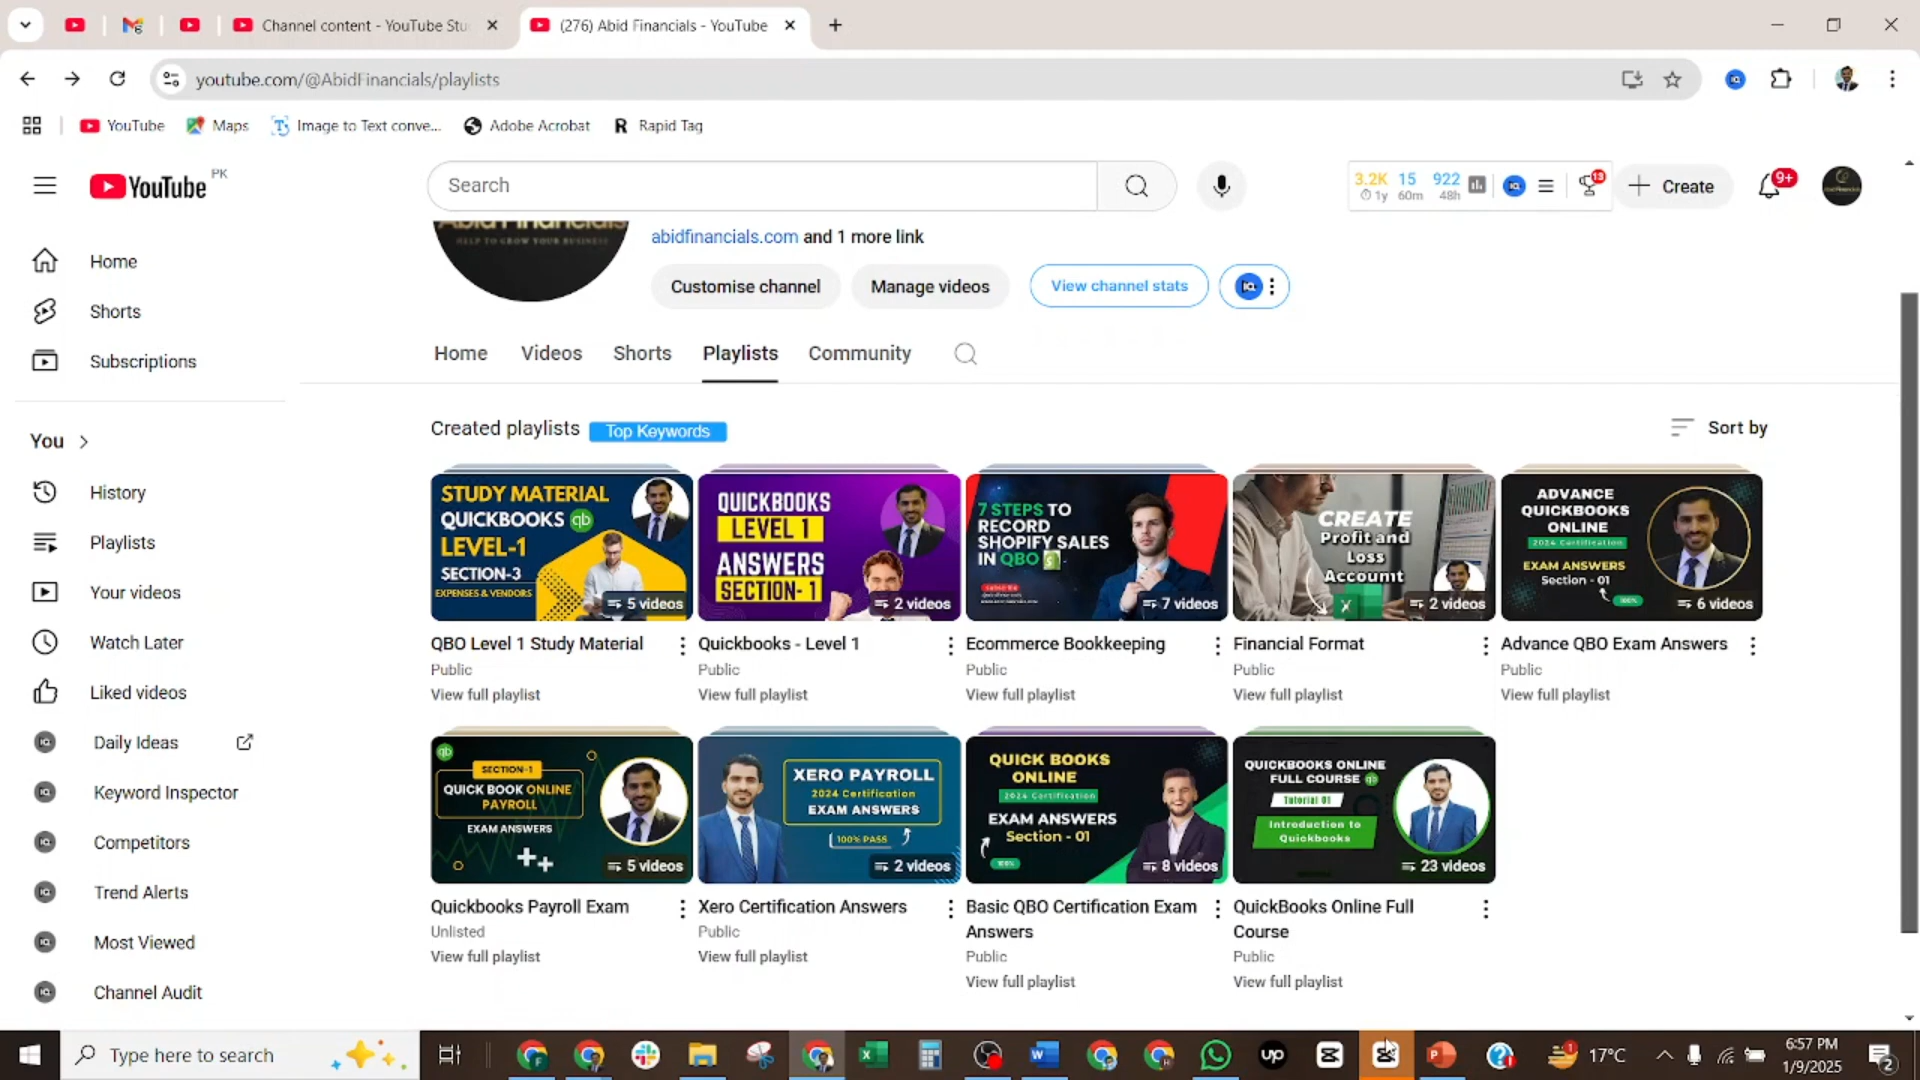 Channel content - YouTube Stu
(276) Abid Financials - YouTube
youtube.com/@AbidFinancials/playlists
YouTube
Maps
Image to Text conve...
Adobe Acrobat
Rapid Tag
YouTube PK
Search
3.2K 15 922
1y 60m 48h
13
Create
9+
HELP TO GROW YOUR BUSINESS
abidfinancials.com and 1 more link
Customise channel
Manage videos
View channel stats
Home
Videos
Shorts
Playlists
Community
Home
Shorts
Subscriptions
You
History
Playlists
Your videos
Watch Later
Liked videos
Daily Ideas
Keyword Inspector
Competitors
Trend Alerts
Most Viewed
Channel Audit
Created playlists
Top Keywords
Sort by
STUDY MATERIAL
QUICKBOOKS qb
LEVEL-1
SECTION-3
EXPENSES & VENDORS
5 videos
QBO Level 1 Study Material
Public
View full playlist
QUICKBOOKS
LEVEL 1
ANSWERS
SECTION- 1
2 videos
Quickbooks - Level 1
Public
View full playlist
7 STEPS TO
RECORD
SHOPIFY SALES
IN QBO
7 videos
Ecommerce Bookkeeping
Public
View full playlist
CREATE
Profit and
Loss
Account
2 videos
Financial Format
Public
View full playlist
ADVANCE
QUICKBOOKS
ONLINE
2024 Certification
EXAM ANSWERS
Section - 01
100%
6 videos
Advance QBO Exam Answers
Public
View full playlist
qb
SECTION-1
QUICK BOOK ONLINE
PAYROLL
EXAM ANSWERS
5 videos
Quickbooks Payroll Exam
Unlisted
View full playlist
XERO PAYROLL
2024 Certification
EXAM ANSWERS
100% PASS
2 videos
Xero Certification Answers
Public
View full playlist
QUICK BOOKS
ONLINE
2024 Certification
EXAM ANSWERS
Section - 01
100%
8 videos
Basic QBO Certification Exam
Answers
Public
View full playlist
QUICKBOOKS ONLINE
FULL COURSE qb
Tutorial 01
Introduction to
Quickbooks
23 videos
QuickBooks Online Full
Course
Public
View full playlist
Type here to search
17°C
6:57 PM
1/9/2025
2